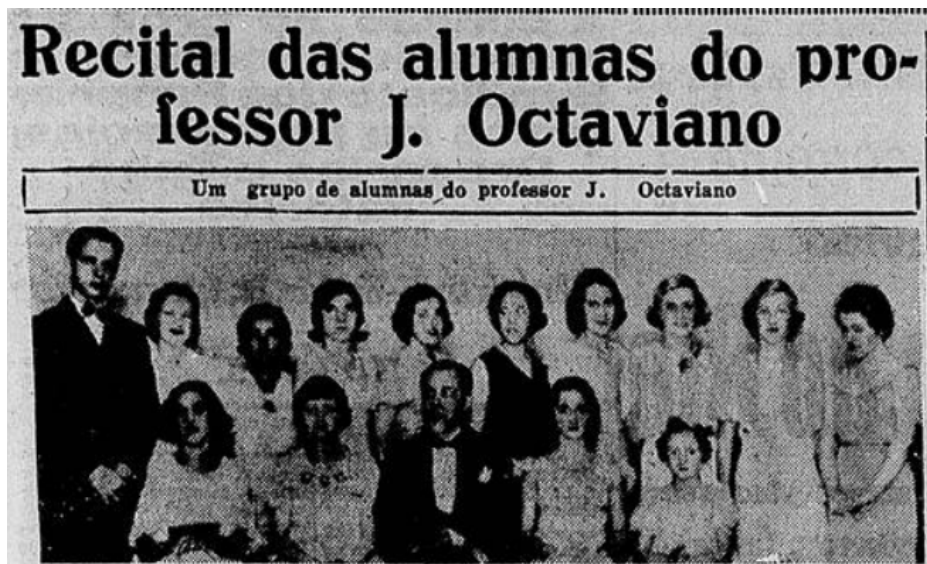 Recital das alumnas do pro-
fessor J. Octaviano
Um grupo de alumnas do professor J. Octaviano